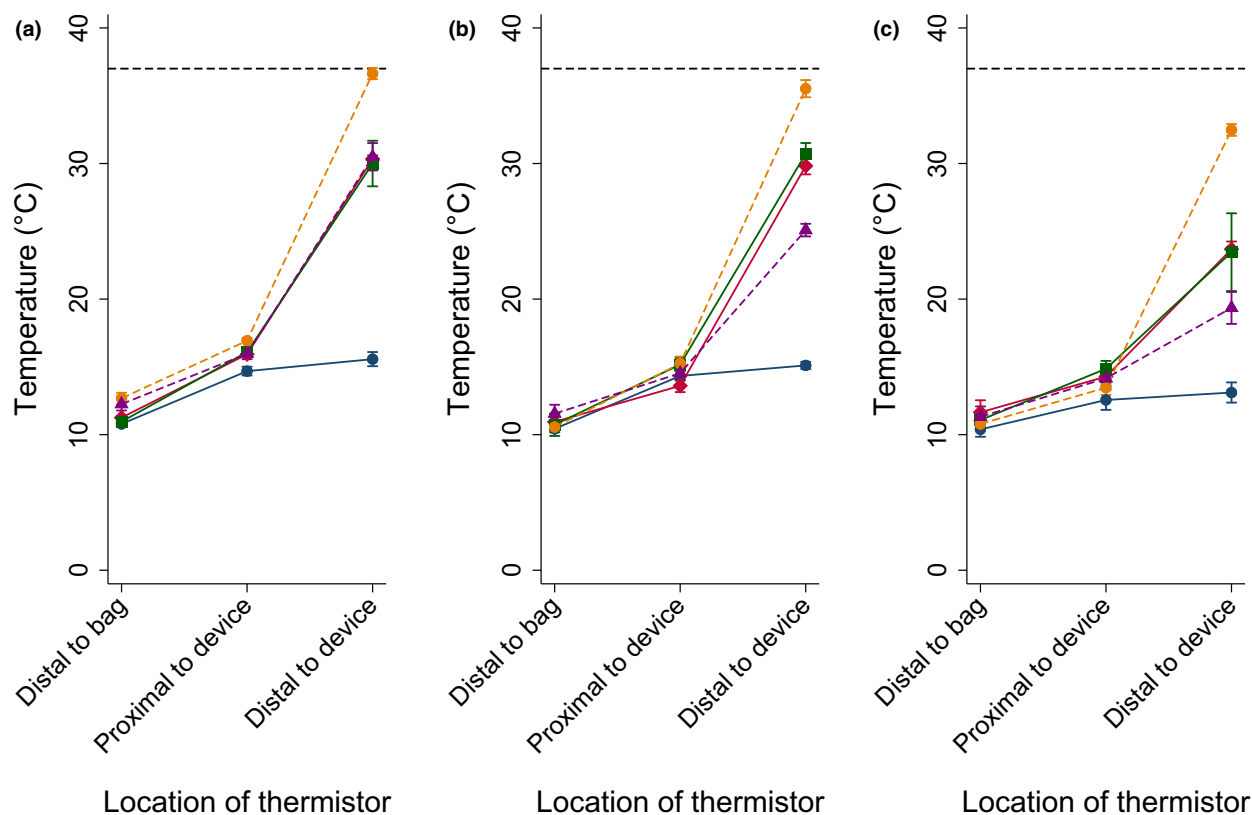 (a)
Temperature (°C)
40
30
20
10
0
Distal to bag
Proximal to device
Distal to device
Location of thermistor
(b)
Temperature (°C)
40
30
20
10
0
Distal to bag
Proximal to device
Distal to device
Location of thermistor
(c)
Temperature (°C)
40
30
20
10
0
Distal to bag
Proximal to device
Distal to device
Location of thermistor